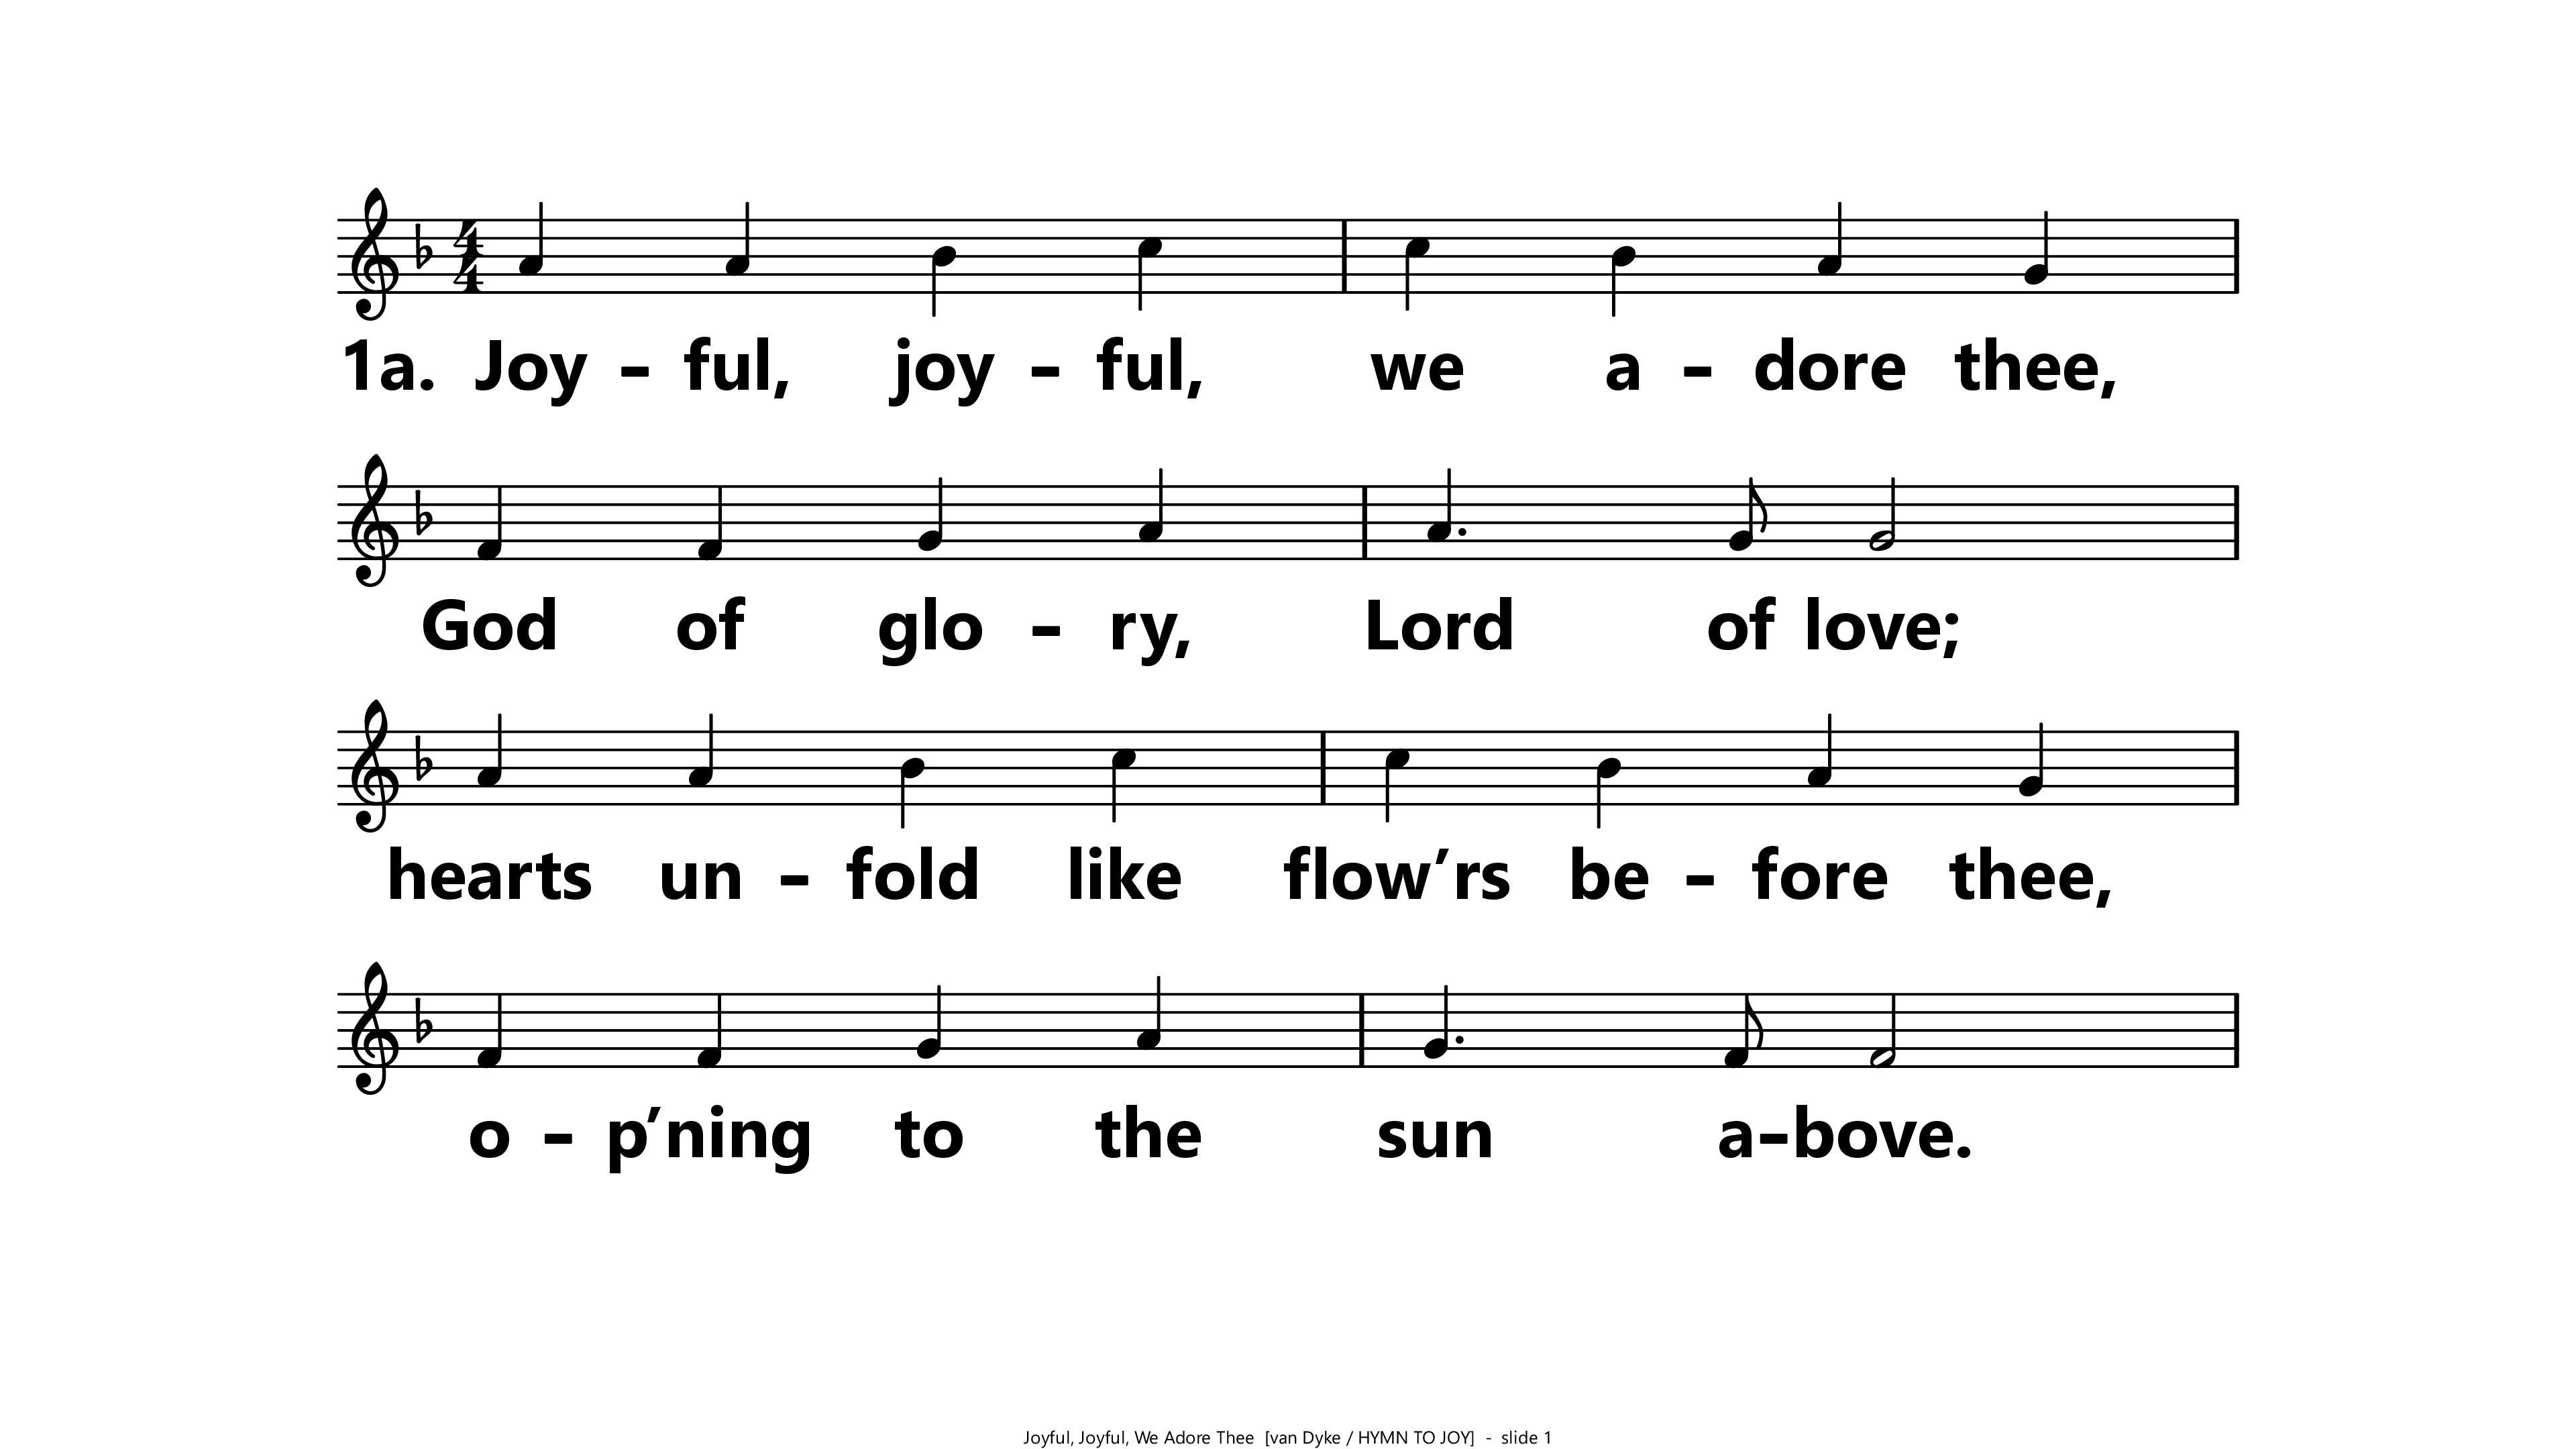 4
4
1a. Joy - ful, joy - ful, we a - dore thee,
God of glo - ry, Lord of love;
hearts un - fold like flow’rs be - fore thee,
o - p’ning to the sun a-bove.
Joyful, Joyful, We Adore Thee [van Dyke / HYMN TO JOY] - slide 1